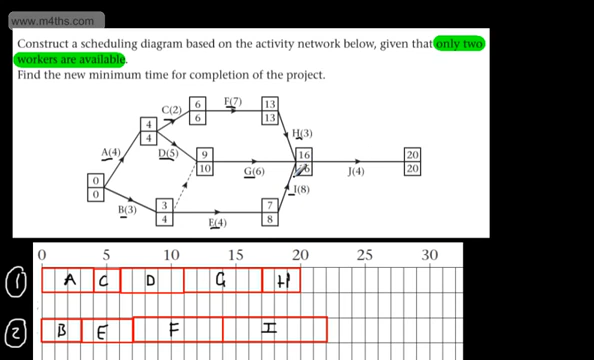 www.m4ths.com
Construct a scheduling diagram based on the activity network below, given that only two
workers are available.
Find the new minimum time for completion of the project.
C(2) 6 6 F(7) 13 13
4 4 H(3)
A(4) D(5) 9 10 G(6) 16 J(4) 20 20
0 0 I(8)
B(3) 3 4 E(4) 7 8
0 5 10 15 20 25 30
1 A C D G H
2 B E F I